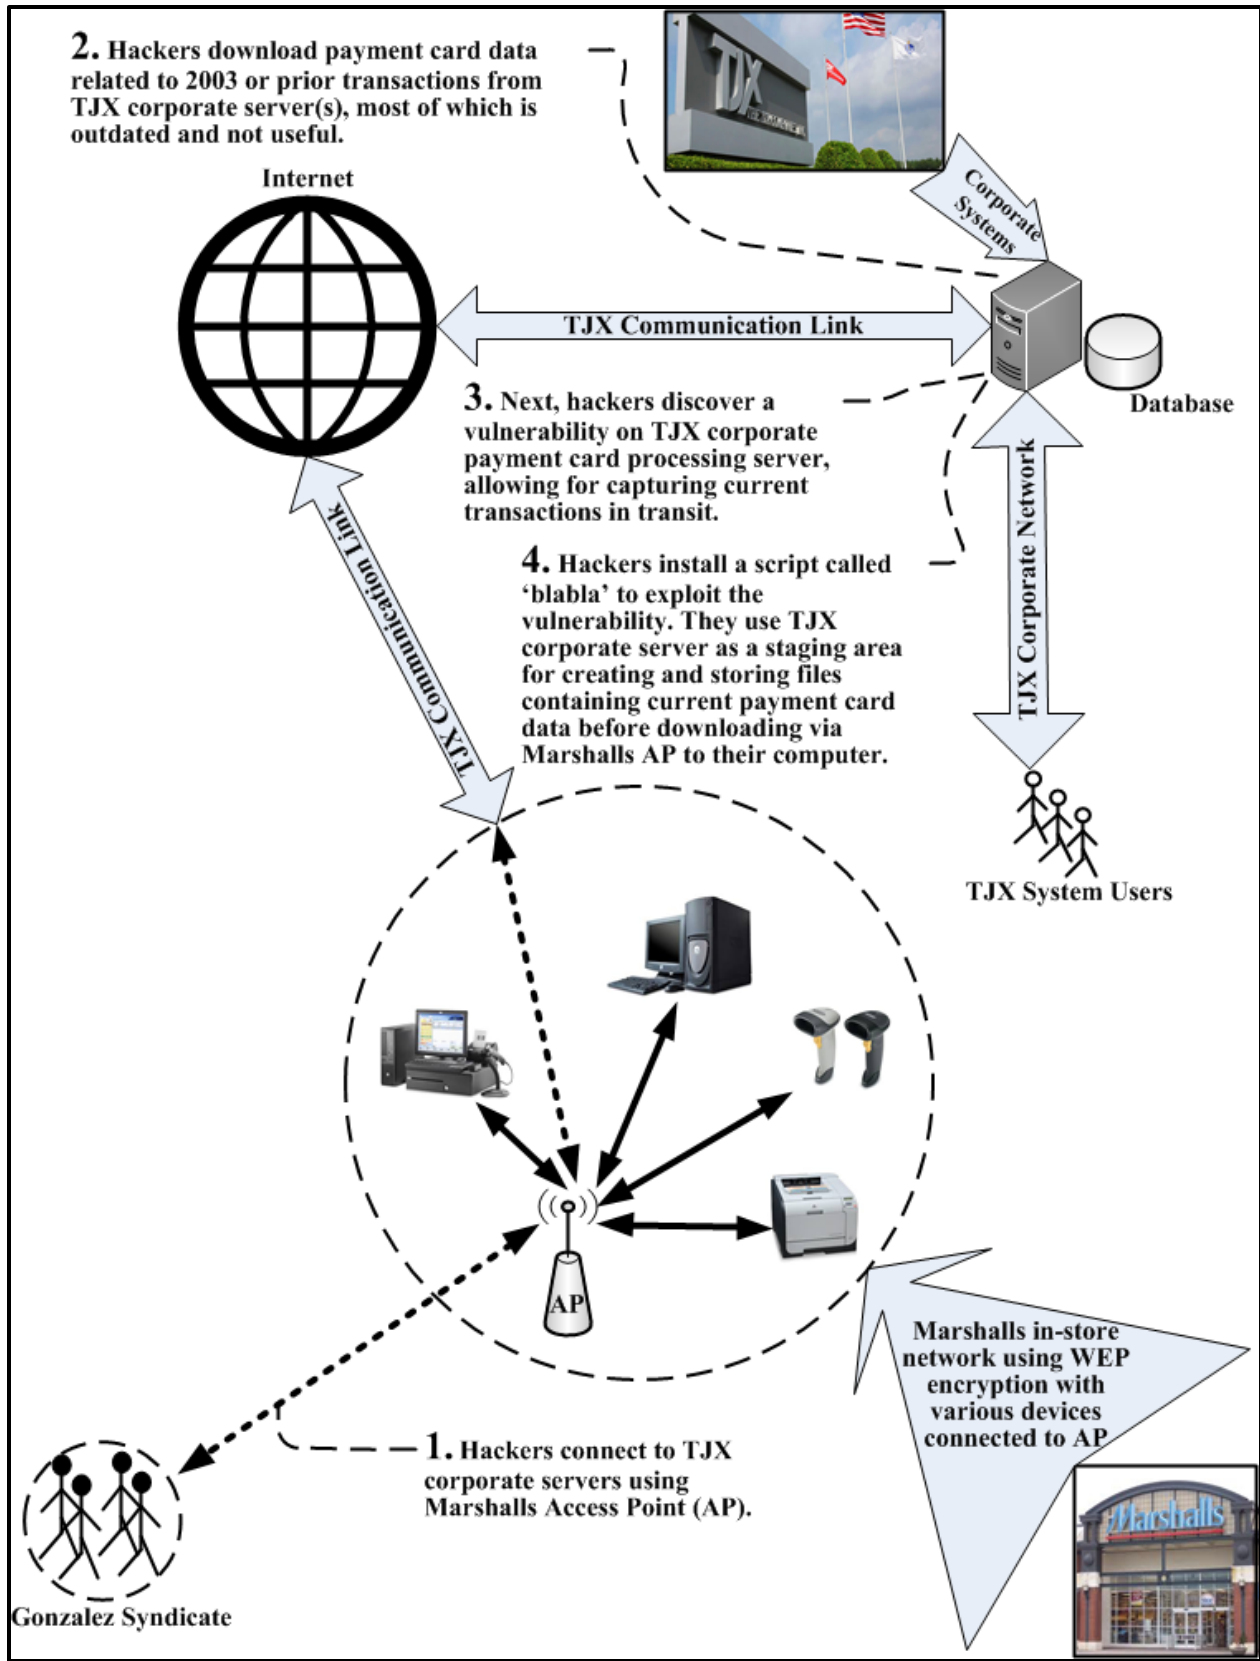 2. Hackers download payment card data
related to 2003 or prior transactions from
TJX corporate server(s), most of which is
outdated and not useful.
TJX
Corporate
Systems
Internet
TJX Communication Link
Database
3. Next, hackers discover a
vulnerability on TJX corporate
payment card processing server,
allowing for capturing current
transactions in transit.
TJX Communication Link
TJX Corporate Network
4. Hackers install a script called
‘blabla’ to exploit the
vulnerability. They use TJX
corporate server as a staging area
for creating and storing files
containing current payment card
data before downloading via
Marshalls AP to their computer.
TJX System Users
AP
Marshalls in-store
network using WEP
encryption with
various devices
connected to AP
1. Hackers connect to TJX
corporate servers using
Marshalls Access Point (AP).
Marshalls
Gonzalez Syndicate